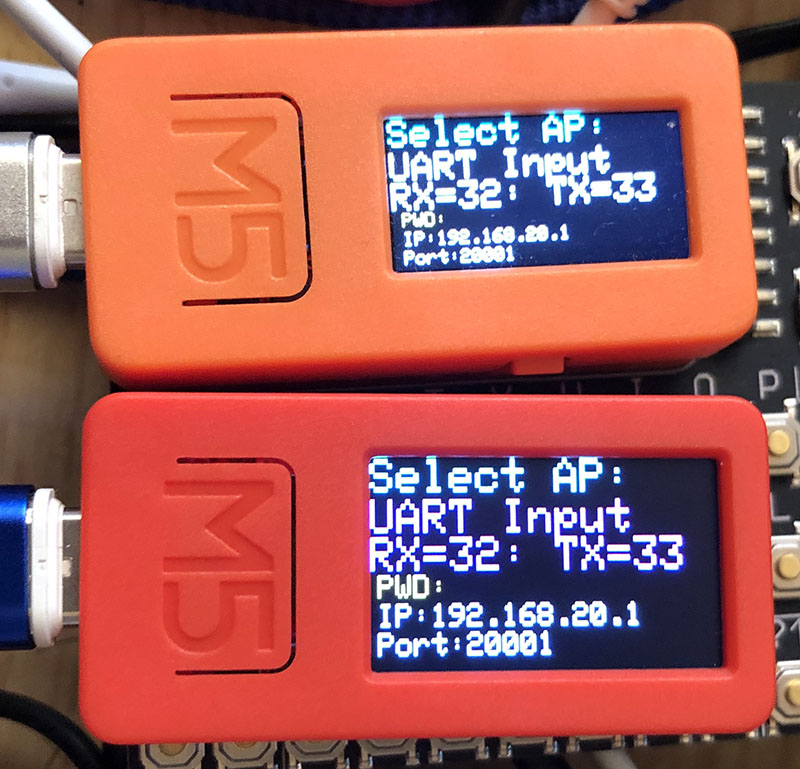 M5
Select AP:
UART Input
RX=32: TX=33
PWD:
IP:192.168.20.1
Port:20001
O P
M5
Select AP:
UART Input
RX=32: TX=33
PWD:
IP:192.168.20.1
Port:20001
L